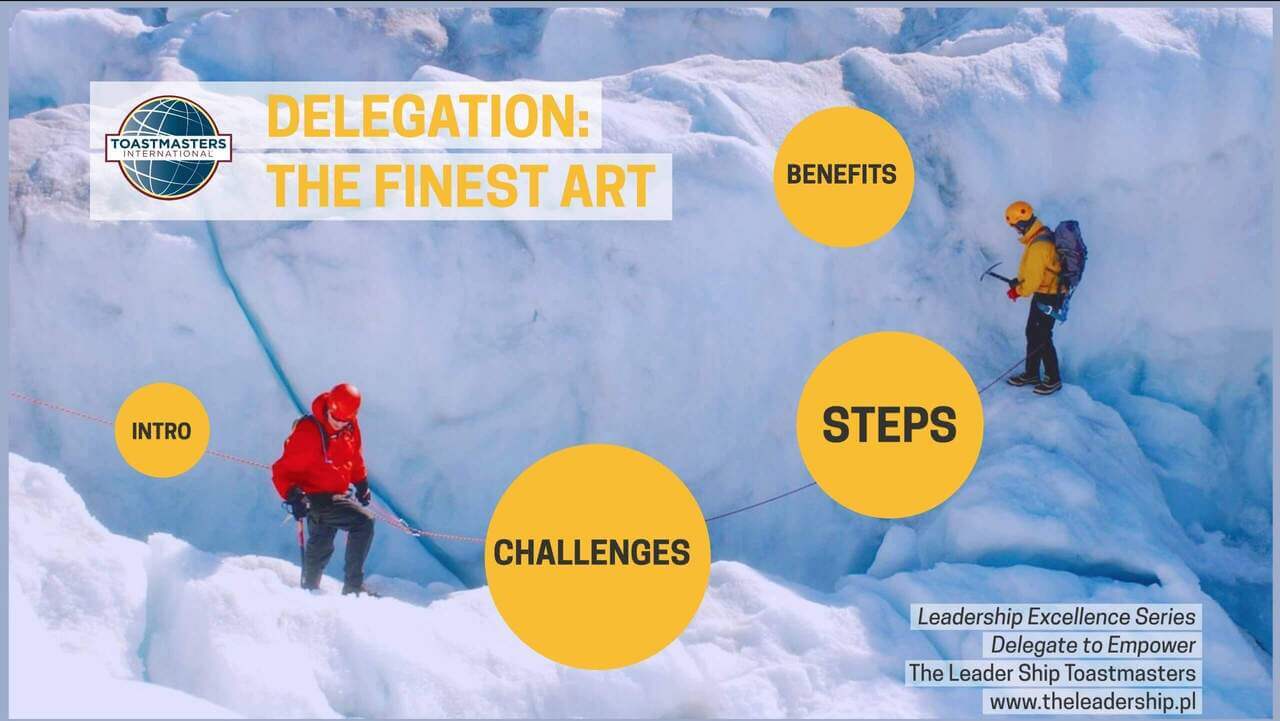 TOASTMASTERS
INTERNATIONAL
DELEGATION:
THE FINEST ART
BENEFITS
INTRO
STEPS
CHALLENGES
Leadership Excellence Series
Delegate to Empower
The Leader Ship Toastmasters
www.theleadership.pl